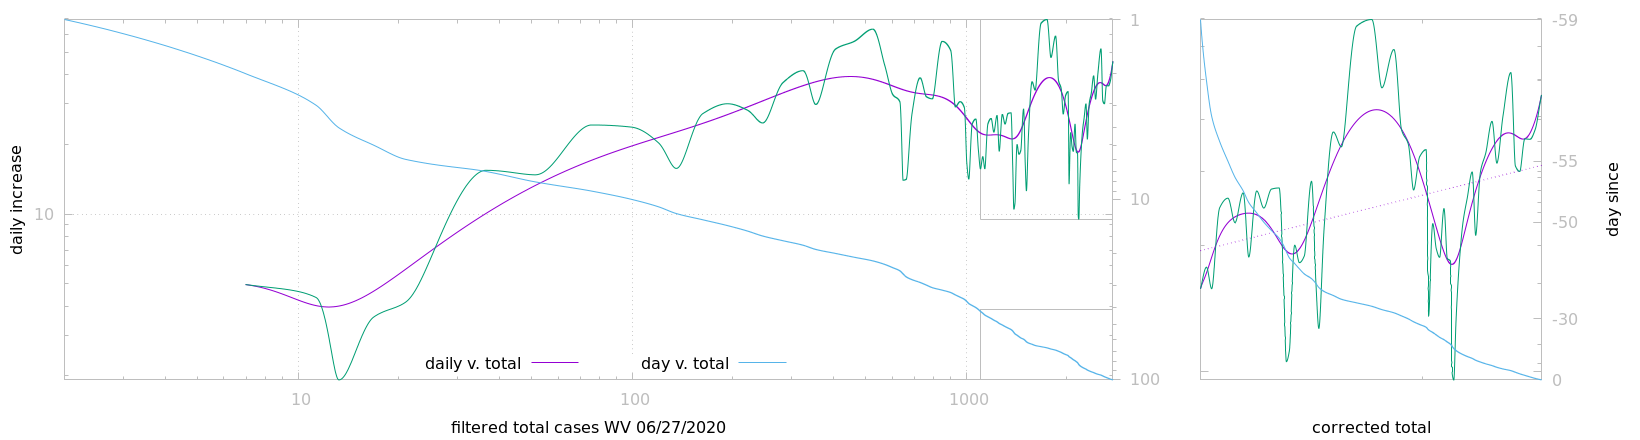 1
-59
-55
10
10
-50
daily increase
day since
-30
daily v. total
day v. total
100
0
10
100
1000
filtered total cases WV 06/27/2020
corrected total